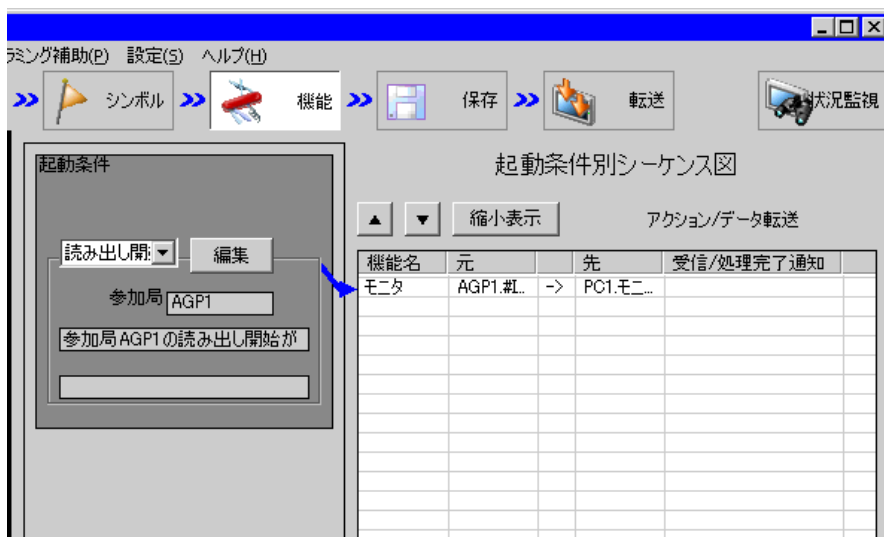 ラミング補助(P) 設定(S) ヘルプ(H)
シンボル 機能 保存 転送 状況監視
起動条件
読み出し開 編集
参加局 AGP1
参加局AGP1の読み出し開始が
起動条件別シーケンス図
縮小表示 アクション/データ転送
機能名 元 先 受信/処理完了通知
モニタ AGP1.#I... -> PC1.モニ...